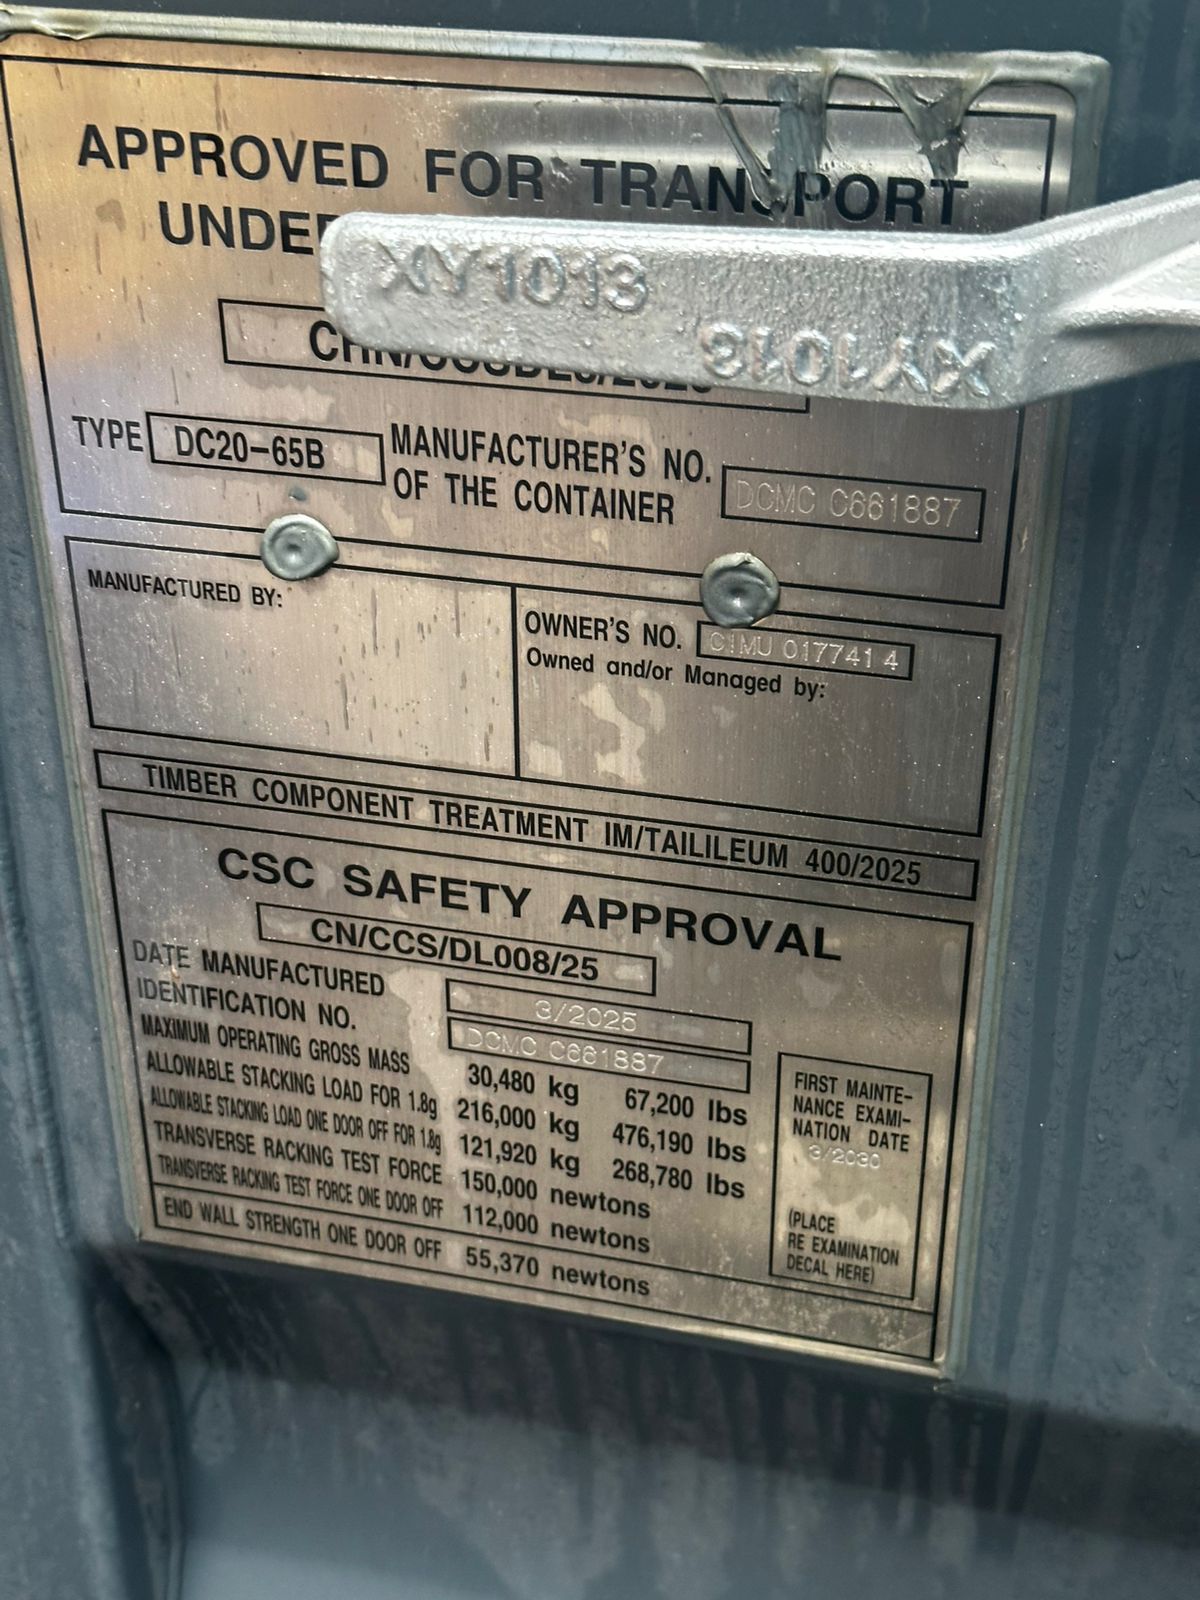 APPROVED FOR TRANSPORT
XY1013
XY1013
TYPE DC20-65B MANUFACTURER'S NO. OF THE CONTAINER DCMC C661887
MANUFACTURED BY:
OWNER'S NO. CIMU 017741 4
Owned and/or Managed by:
TIMBER COMPONENT TREATMENT IM/TAILILEUM 400/2025
CSC SAFETY APPROVAL
CN/CCS/DL008/25
DATE MANUFACTURED 3/2025
IDENTIFICATION NO. DCMC C661887
MAXIMUM OPERATING GROSS MASS 30,480 kg 67,200 lbs
ALLOWABLE STACKING LOAD FOR 1.8g 216,000 kg 476,190 lbs
ALLOWABLE STACKING LOAD ONE DOOR OFF FOR 1.8g 121,920 kg 268,780 lbs
TRANSVERSE RACKING TEST FORCE 150,000 newtons
TRANSVERSE RACKING TEST FORCE ONE DOOR OFF 112,000 newtons
END WALL STRENGTH ONE DOOR OFF 55,370 newtons
FIRST MAINTE-
NANCE EXAMI-
NATION DATE
3/2030
(PLACE
RE EXAMINATION
DECAL HERE)